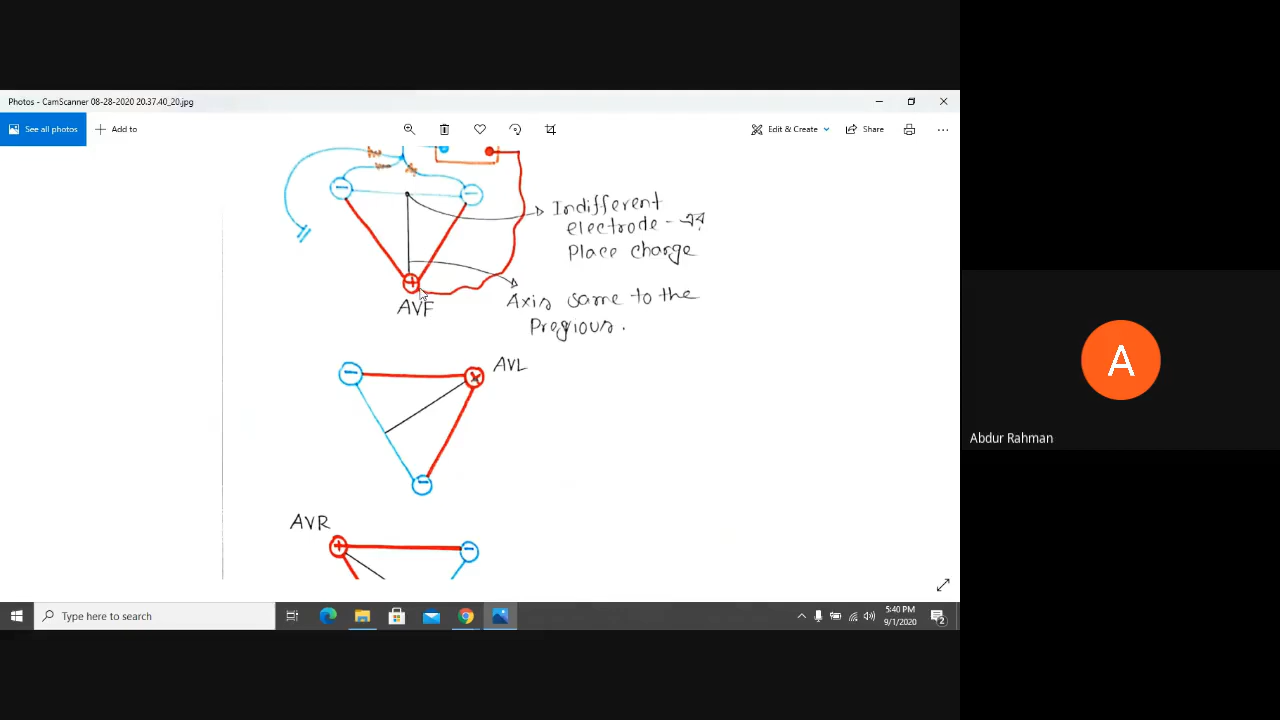 Photos - CamScanner 08-28-2020 20.37.40_20.jpg
See all photos
Add to
Edit & Create
Share
Indifferent
electrode -
Place charge
AVF
Axis same to the
Pregious.
AVL
AVR
A
Abdur Rahman
Type here to search
5:40 PM
9/1/2020
2